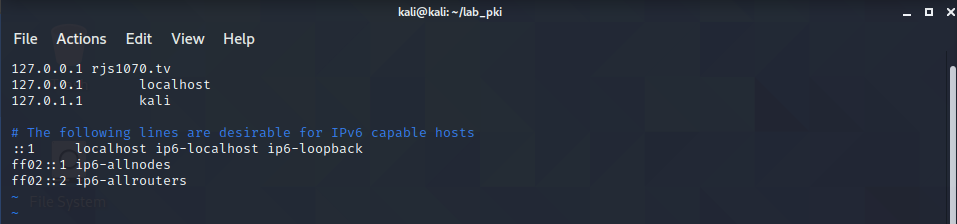 kali@kali: ~/lab_pki
File Actions Edit View Help
127.0.0.1 rjs1070.tv
127.0.0.1 localhost
127.0.1.1 kali
# The following lines are desirable for IPv6 capable hosts
::1 localhost ip6-localhost ip6-loopback
ff02::1 ip6-allnodes
ff02::2 ip6-allrouters
~
File System
~